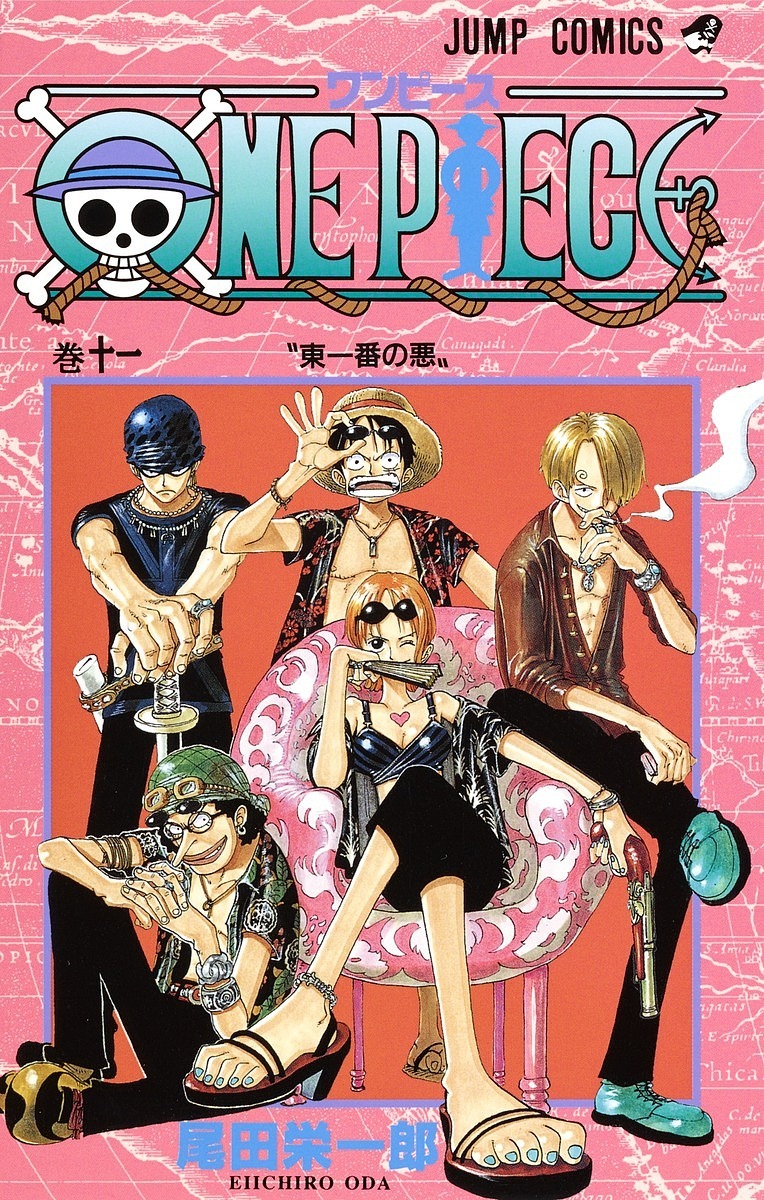 JUMP COMICS
ワンピース
ONE PIECE
巻十一
〝東一番の悪〟
尾田栄一郎
EIICHIRO ODA